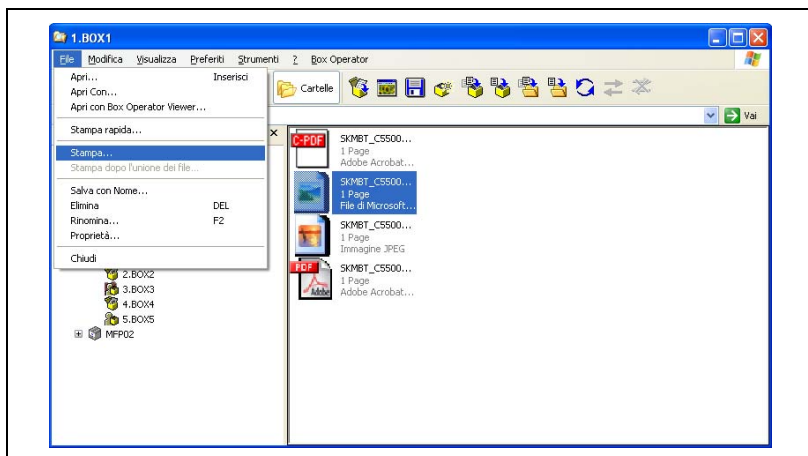 1.BOX1
File Modifica Visualizza Preferiti Strumenti ? Box Operator
Apri... Inserisci
Apri Con...
Apri con Box Operator Viewer...
Stampa rapida...
Stampa...
Stampa dopo l'unione dei file...
Salva con Nome...
Elimina DEL
Rinomina... F2
Proprietà...
Chiudi
Cartelle
Vai
2.BOX2
3.BOX3
4.BOX4
5.BOX5
MFP02
C-PDF
SKMBT_C5500...
1 Page
Adobe Acrobat...
SKMBT_C5500...
1 Page
File di Microsoft...
SKMBT_C5500...
1 Page
Immagine JPEG
PDF
Adobe
SKMBT_C5500...
1 Page
Adobe Acrobat...